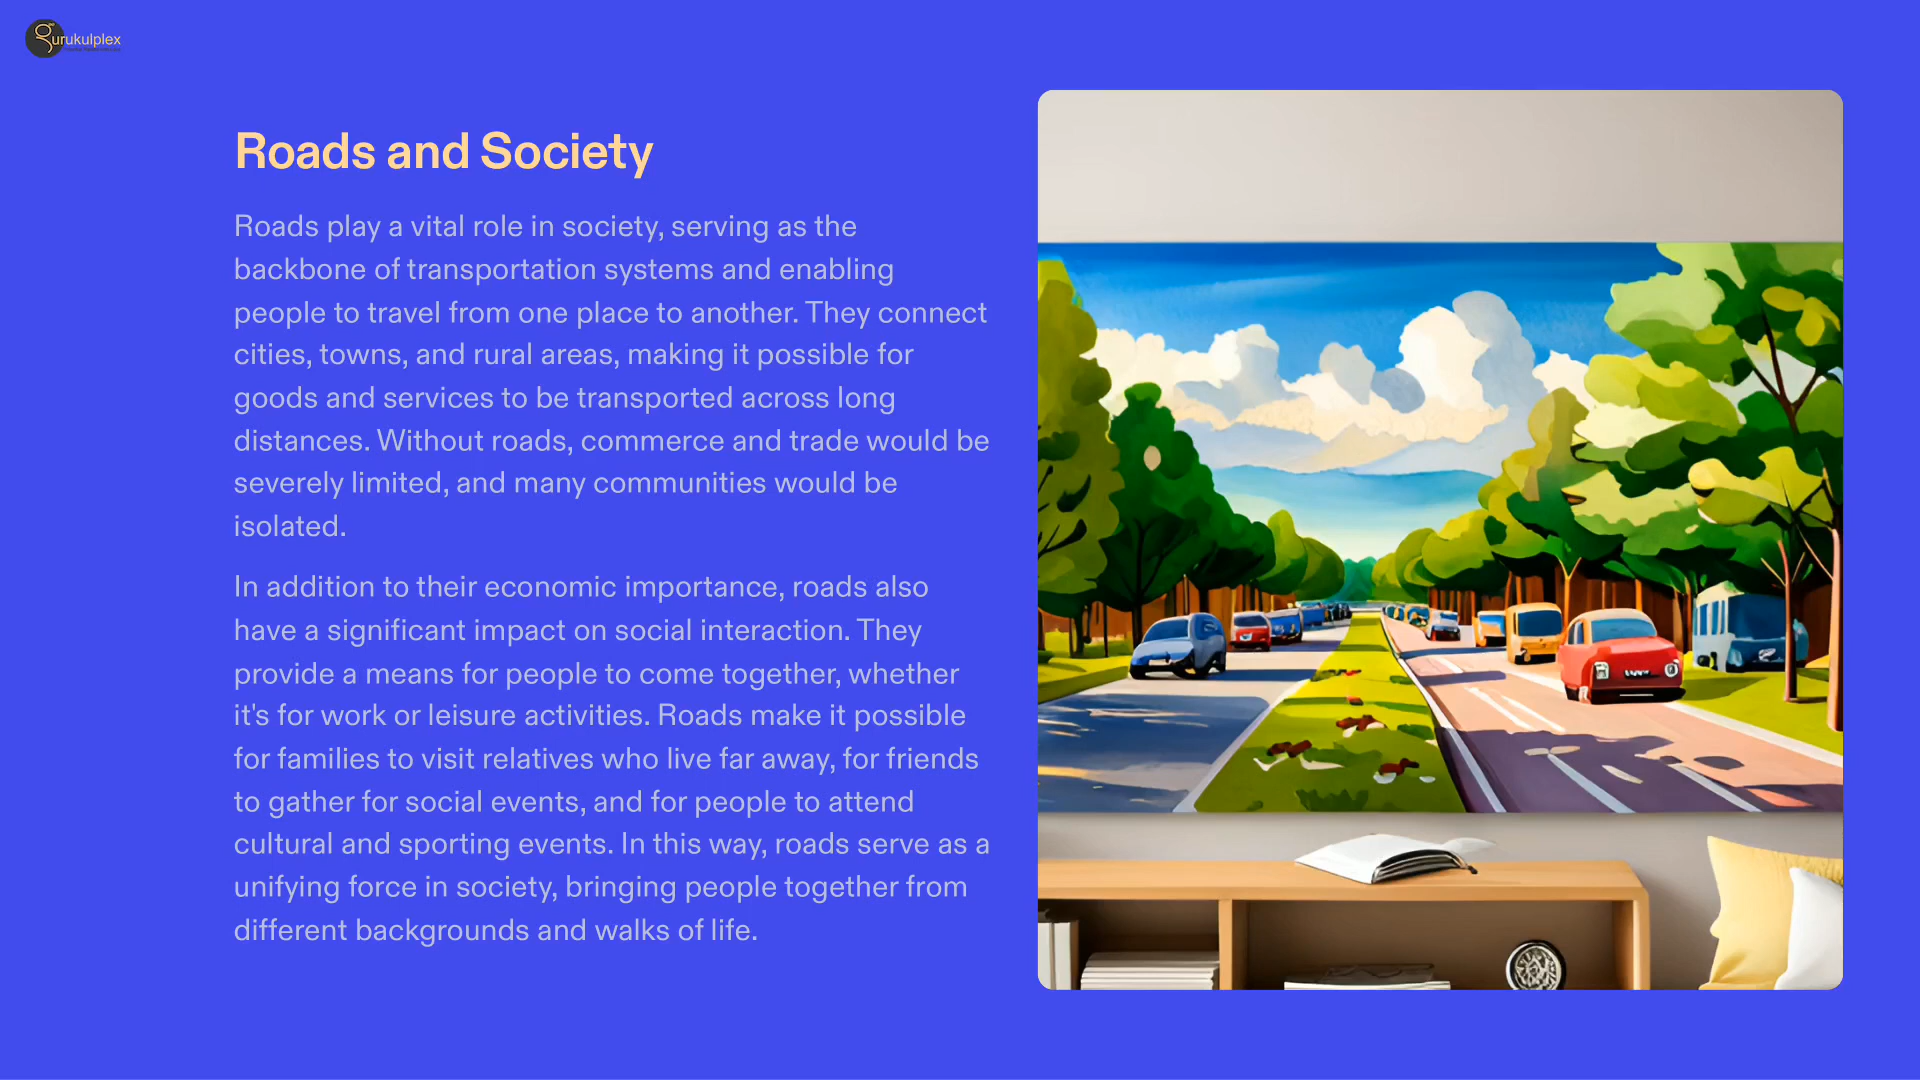 gurukulplex
Roads and Society
Roads play a vital role in society, serving as the
backbone of transportation systems and enabling
people to travel from one place to another. They connect
cities, towns, and rural areas, making it possible for
goods and services to be transported across long
distances. Without roads, commerce and trade would be
severely limited, and many communities would be
isolated.
In addition to their economic importance, roads also
have a significant impact on social interaction. They
provide a means for people to come together, whether
it's for work or leisure activities. Roads make it possible
for families to visit relatives who live far away, for friends
to gather for social events, and for people to attend
cultural and sporting events. In this way, roads serve as a
unifying force in society, bringing people together from
different backgrounds and walks of life.